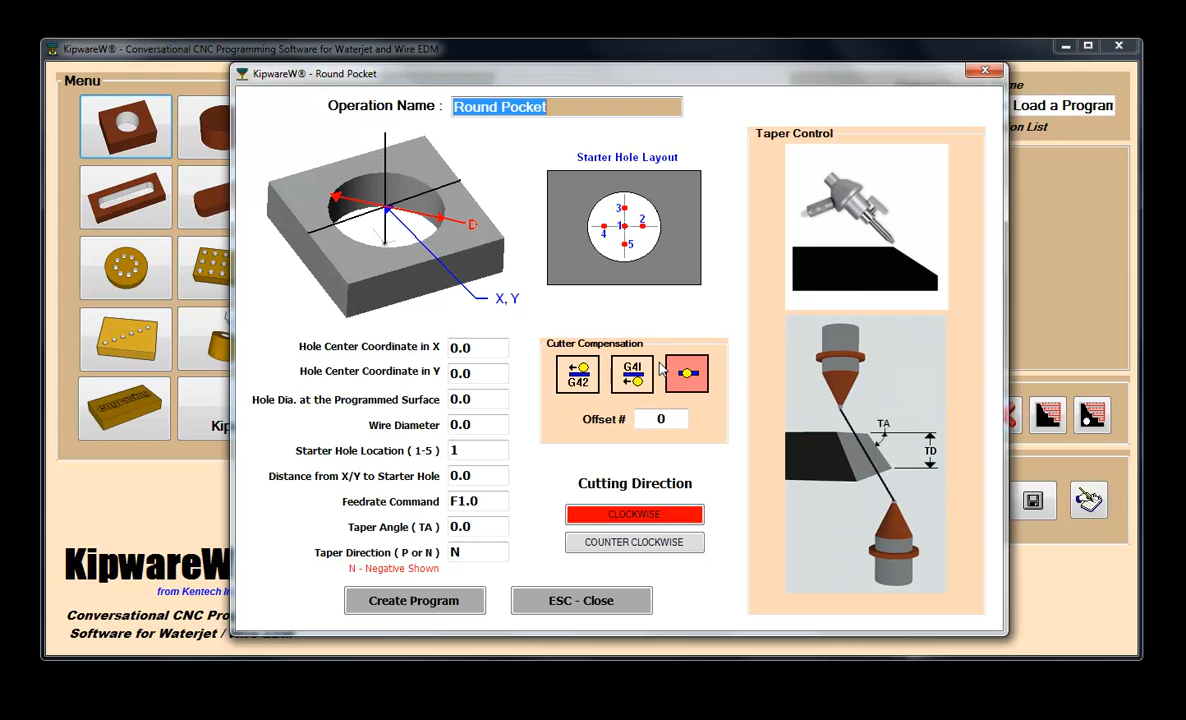 KipwareW® - Conversational CNC Programming Software for Waterjet and Wire EDM
Menu
KipwareW® - Round Pocket
Operation Name :
Round Pocket
Load a Program
D
X, Y
Starter Hole Layout
3
1
2
4
5
Taper Control
TA
TD
Hole Center Coordinate in X
0.0
Hole Center Coordinate in Y
0.0
Hole Dia. at the Programmed Surface
0.0
Wire Diameter
0.0
Starter Hole Location ( 1-5 )
1
Distance from X/Y to Starter Hole
0.0
Feedrate Command
F1.0
Taper Angle ( TA )
0.0
Taper Direction ( P or N )
N
N - Negative Shown
Cutter Compensation
G42
G41
Offset #
0
Cutting Direction
CLOCKWISE
COUNTER CLOCKWISE
Create Program
ESC - Close
KipwareW
from Kentech
Conversational CNC
Software for Waterjet /